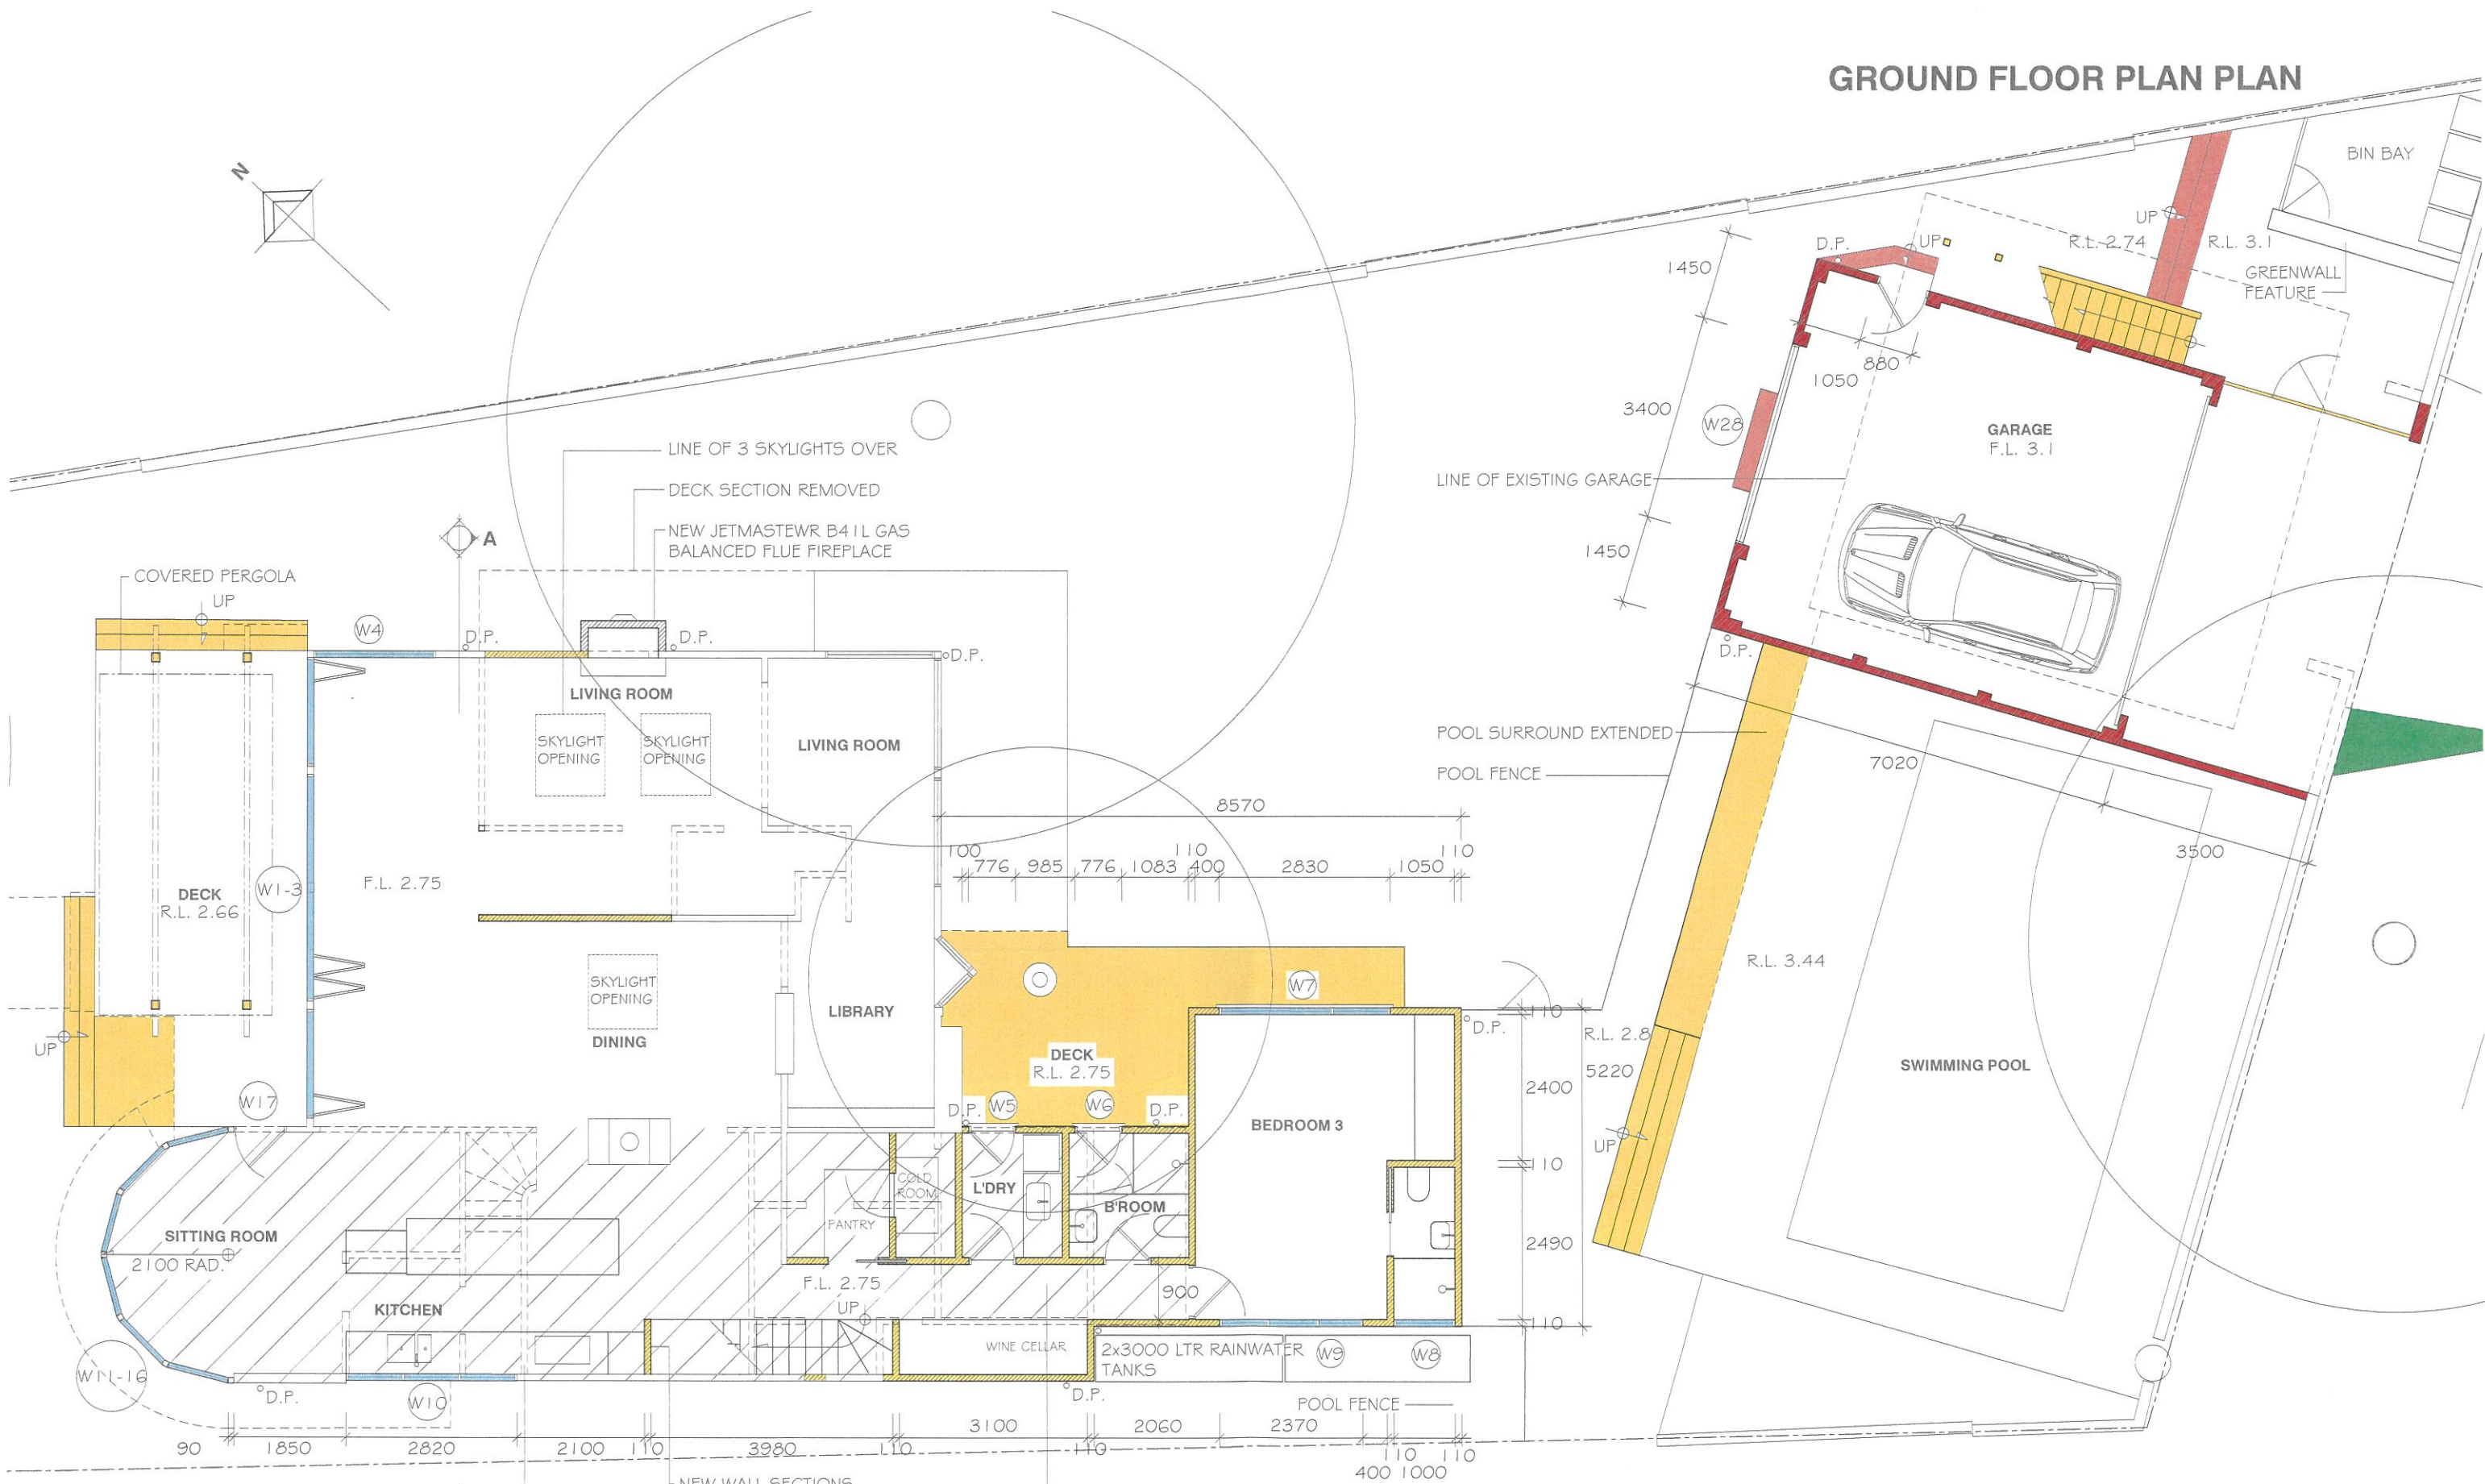 GROUND FLOOR PLAN PLAN
N
BIN BAY
UP
R.L. 2.74
R.L. 3.1
GREENWALL
FEATURE
D.P.
UP
1450
880
1050
3400
W28
GARAGE
F.L. 3.1
LINE OF EXISTING GARAGE
1450
D.P.
LINE OF 3 SKYLIGHTS OVER
DECK SECTION REMOVED
NEW JETMASTEWR B41L GAS
BALANCED FLUE FIREPLACE
A
COVERED PERGOLA
UP
W4
D.P.
D.P.
D.P.
LIVING ROOM
SKYLIGHT
OPENING
SKYLIGHT
OPENING
LIVING ROOM
POOL SURROUND EXTENDED
POOL FENCE
7020
3500
8570
100
776
985
776
1083
110
400
2830
1050
110
DECK
R.L. 2.66
W1-3
F.L. 2.75
SKYLIGHT
OPENING
DINING
LIBRARY
W7
DECK
R.L. 2.75
R.L. 3.44
SWIMMING POOL
UP
W17
D.P.
W5
W6
D.P.
BEDROOM 3
D.P.
110
R.L. 2.8
2400
5220
110
2490
110
UP
SITTING ROOM
2100 RAD.
COLD
ROOM
L'DRY
B'ROOM
PANTRY
F.L. 2.75
UP
900
KITCHEN
WINE CELLAR
2x3000 LTR RAINWATER
TANKS
W9
W8
W11-16
D.P.
W10
D.P.
POOL FENCE
90
1850
2820
2100
110
3980
110
3100
110
2060
2370
110
400
1000
110
NEW WALL SECTIONS